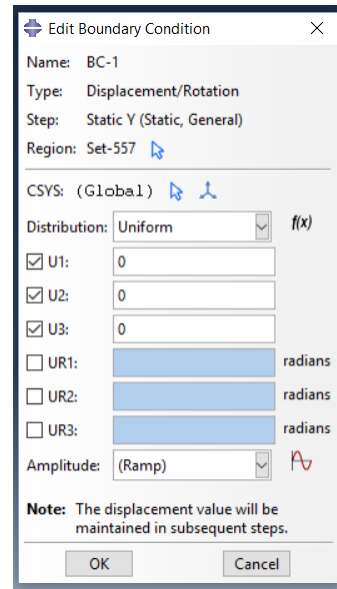 Edit Boundary Condition
Name: BC-1
Type: Displacement/Rotation
Step: Static Y (Static, General)
Region: Set-557
CSYS: (Global)
Distribution: Uniform f(x)
U1: 0
U2: 0
U3: 0
UR1: radians
UR2: radians
UR3: radians
Amplitude: (Ramp)
Note: The displacement value will be
maintained in subsequent steps.
OK Cancel